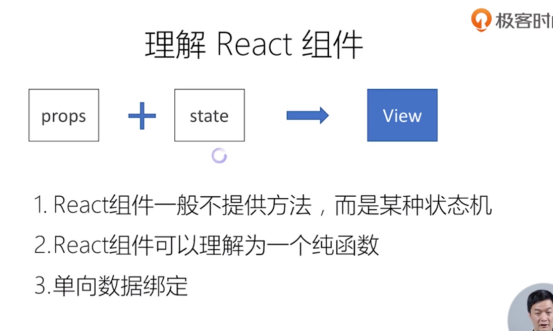 极客时
理解 React 组件
props
state
View
1. React组件一般不提供方法，而是某种状态机
2.React组件可以理解为一个纯函数
3.单向数据绑定